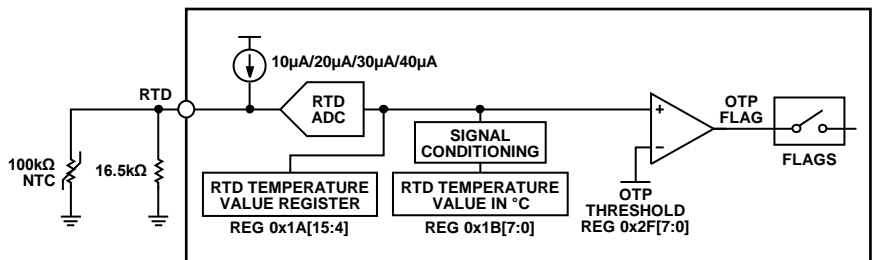 10µA/20µA/30µA/40µA
RTD
RTD
ADC
OTP
FLAG
+
−
SIGNAL
CONDITIONING
FLAGS
100kΩ
NTC
16.5kΩ
RTD TEMPERATURE
VALUE REGISTER
RTD TEMPERATURE
VALUE IN °C
OTP
THRESHOLD
REG 0x2F[7:0]
REG 0x1A[15:4]
REG 0x1B[7:0]